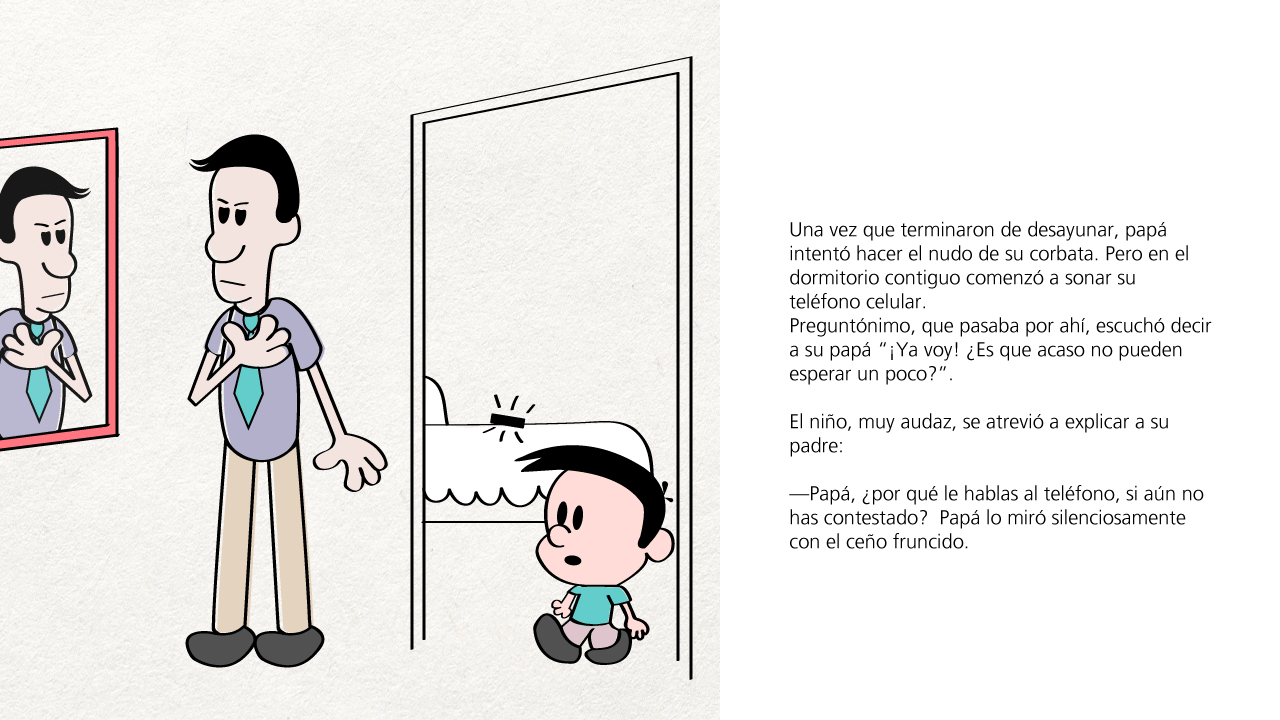 Una vez que terminaron de desayunar, papá
intentó hacer el nudo de su corbata. Pero en el
dormitorio contiguo comenzó a sonar su
teléfono celular.
Preguntónimo, que pasaba por ahí, escuchó decir
a su papá “¡Ya voy! ¿Es que acaso no pueden
esperar un poco?”.
El niño, muy audaz, se atrevió a explicar a su
padre:
—Papá, ¿por qué le hablas al teléfono, si aún no
has contestado?  Papá lo miró silenciosamente
con el ceño fruncido.